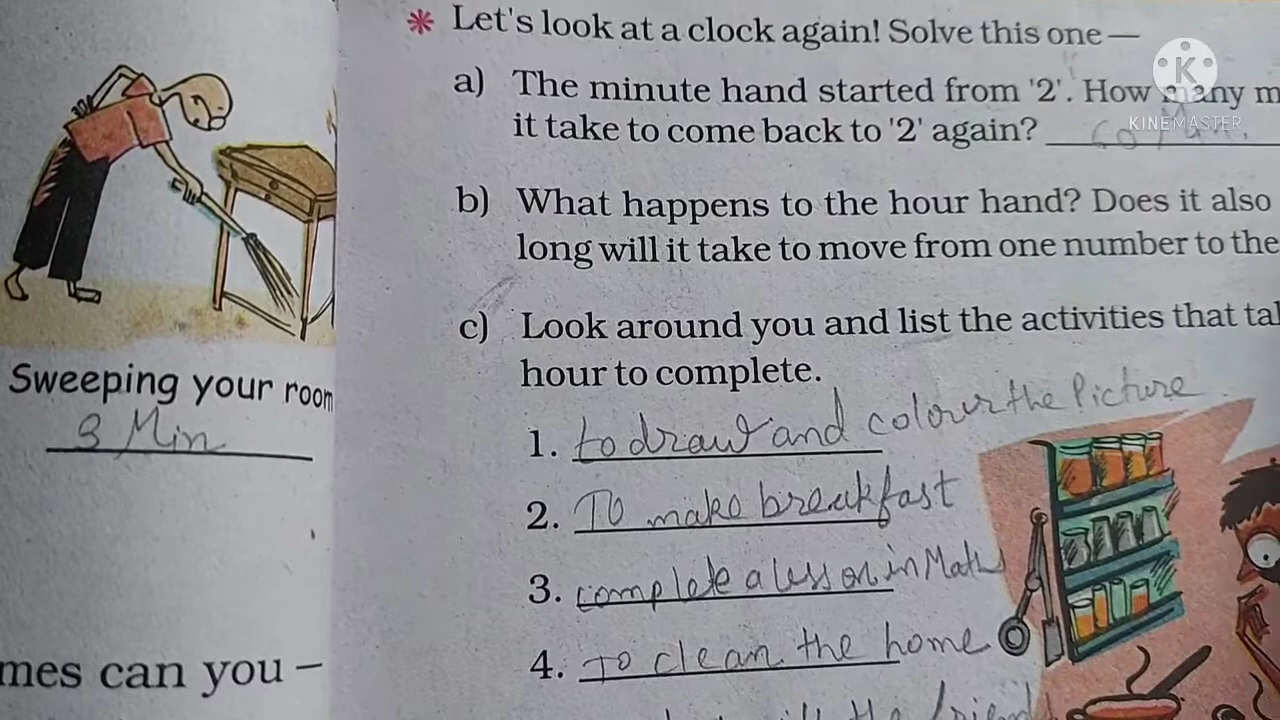 * Let's look at a clock again! Solve this one —
a) The minute hand started from '2'. How many m
it take to come back to '2' again?
K
KINEMASTER
b) What happens to the hour hand? Does it also
long will it take to move from one number to the
c) Look around you and list the activities that tal
hour to complete.
1. to draw and colour the Picture
2. To make breakfast
3. complete a lesson in Maths
4. To clean the home
Sweeping your room
3 Min
mes can you –